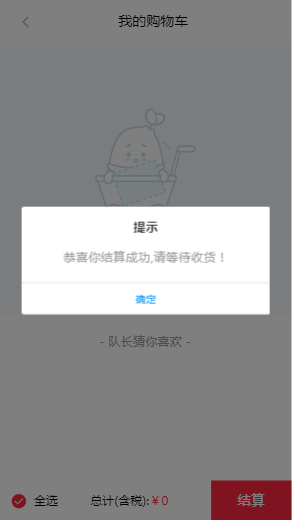 我的购物车
提示
恭喜你结算成功,请等待收货！
确定
- 队长猜你喜欢 -
全选 总计(含税):￥0 结算